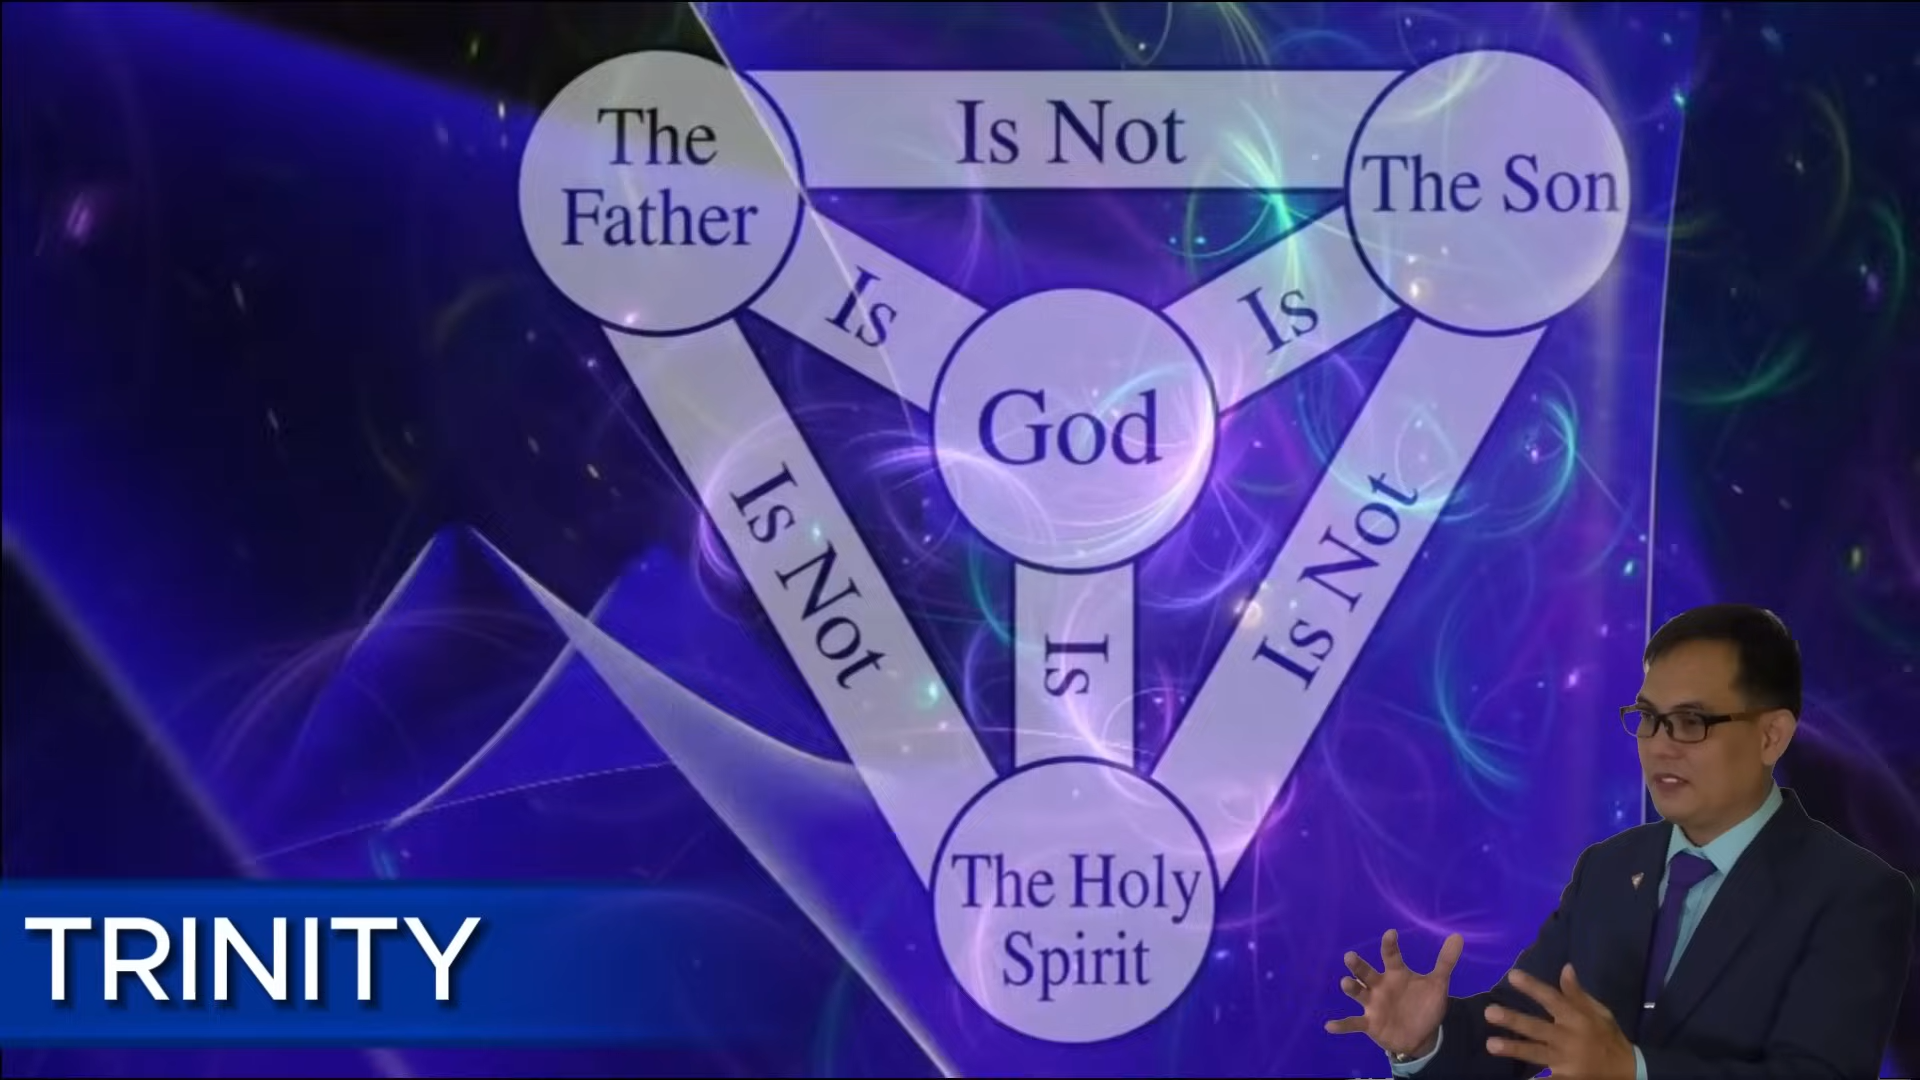 The
Father
Is Not
The Son
Is
Is
God
Is Not
Is Not
Is
The Holy
Spirit
TRINITY